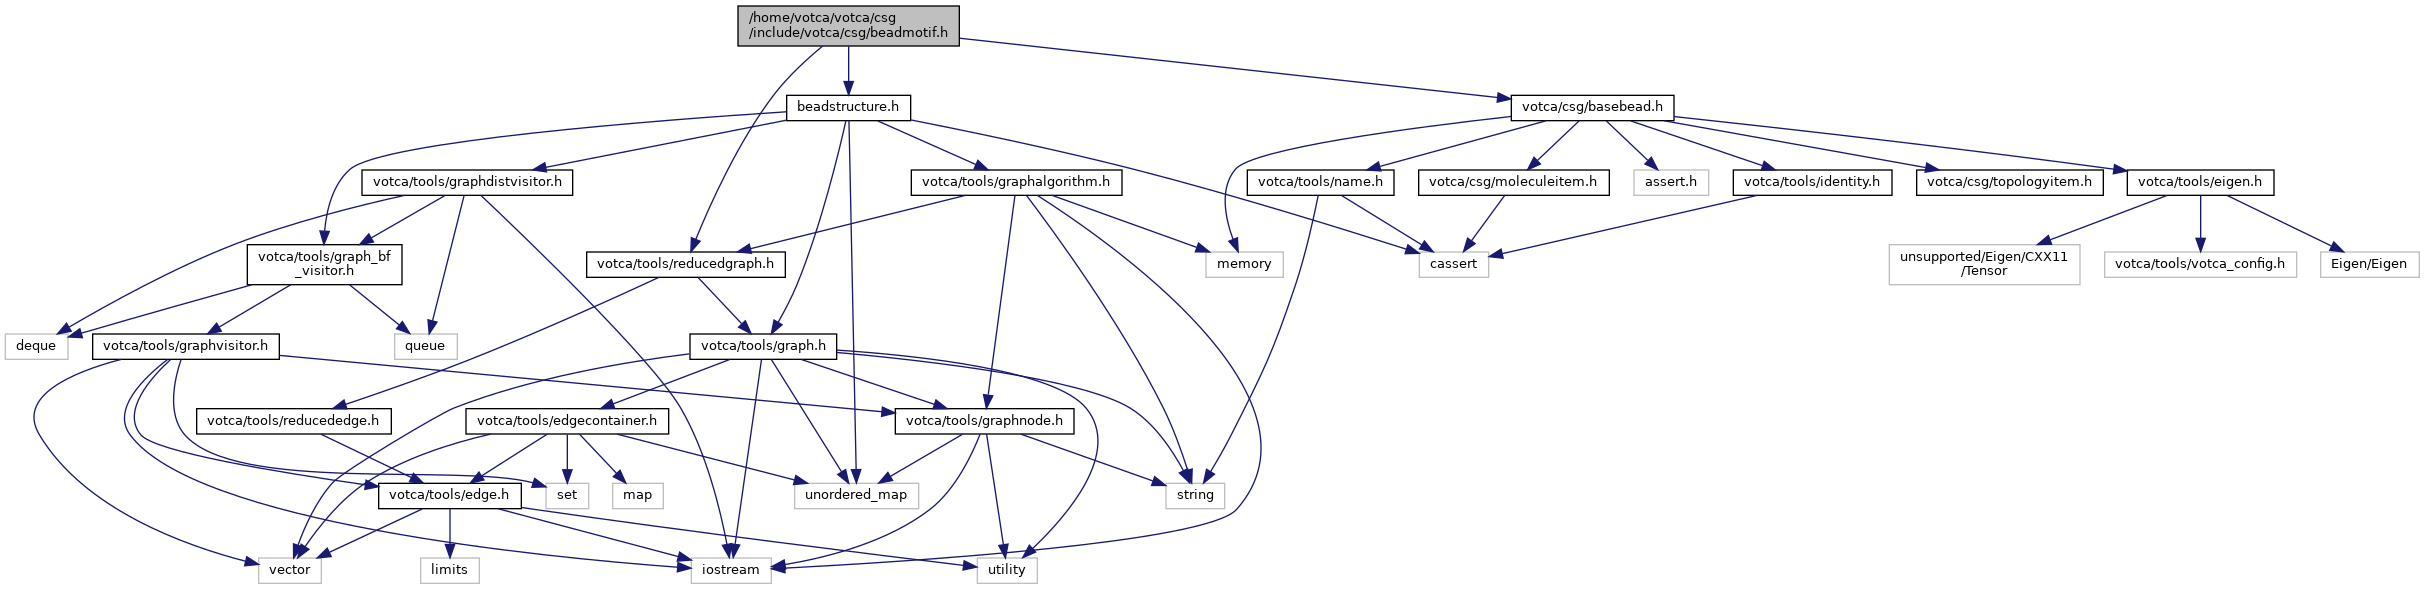 /home/votca/votca/csg
/include/votca/csg/beadmotif.h
beadstructure.h
votca/csg/basebead.h
votca/tools/graphdistvisitor.h
votca/tools/graphalgorithm.h
votca/tools/name.h
votca/csg/moleculeitem.h
assert.h
votca/tools/identity.h
votca/csg/topologyitem.h
votca/tools/eigen.h
votca/tools/graph_bf
_visitor.h
votca/tools/reducedgraph.h
memory
cassert
unsupported/Eigen/CXX11
/Tensor
votca/tools/votca_config.h
Eigen/Eigen
deque
votca/tools/graphvisitor.h
queue
votca/tools/graph.h
votca/tools/reducededge.h
votca/tools/edgecontainer.h
votca/tools/graphnode.h
votca/tools/edge.h
set
map
unordered_map
string
vector
limits
iostream
utility